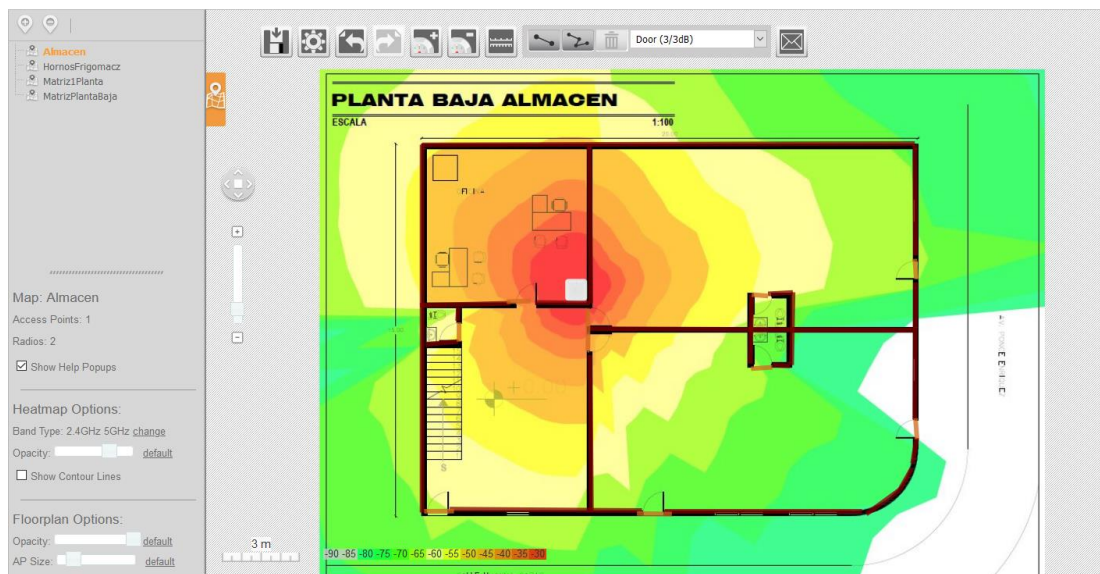 Door (3/3dB)
Almacen
HornosFrigomacz
Matriz1Planta
MatrizPlantaBaja
Map: Almacen
Access Points: 1
Radios: 2
Show Help Popups
Heatmap Options:
Band Type: 2.4GHz 5GHz change
Opacity: default
Show Contour Lines
Floorplan Options:
Opacity: default
AP Size: default
PLANTA BAJA ALMACEN
ESCALA 1:100
S
3 m
-90 -85 -80 -75 -70 -65 -60 -55 -50 -45 -40 -35 -30